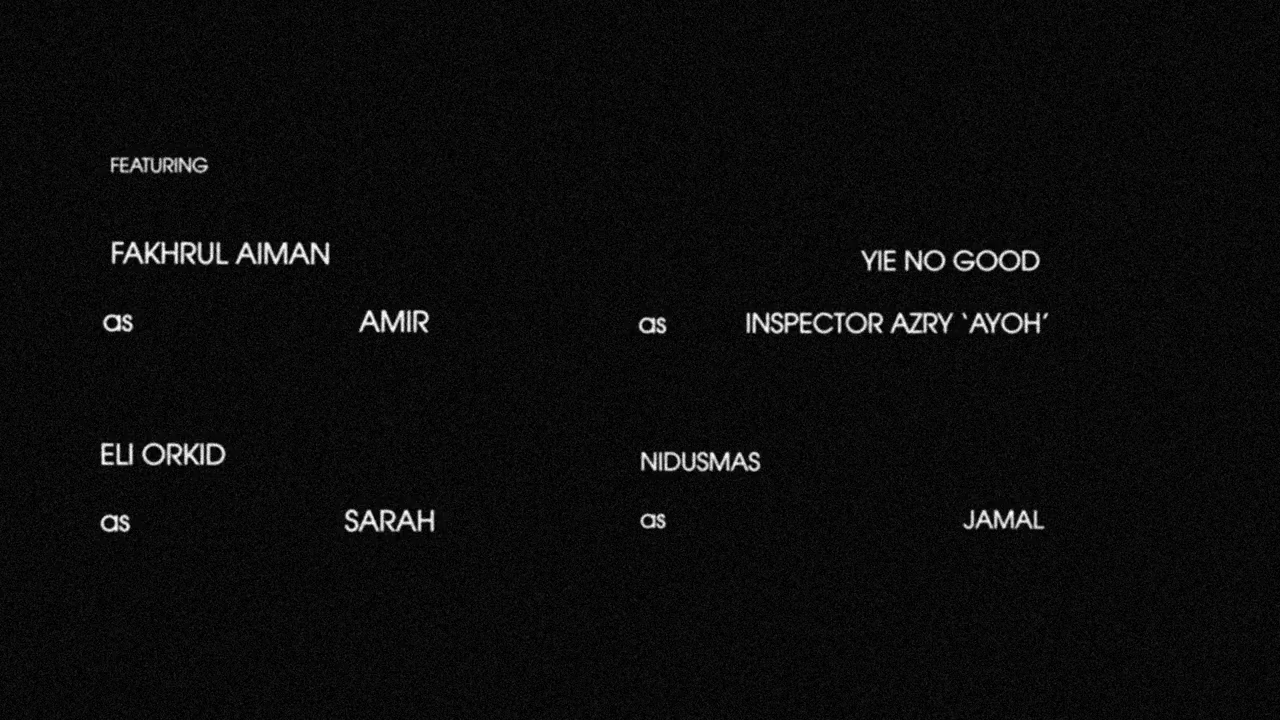 FEATURING
FAKHRUL AIMAN
as AMIR
YIE NO GOOD
as INSPECTOR AZRY ‘AYOH’
ELI ORKID
as SARAH
NIDUSMAS
as JAMAL